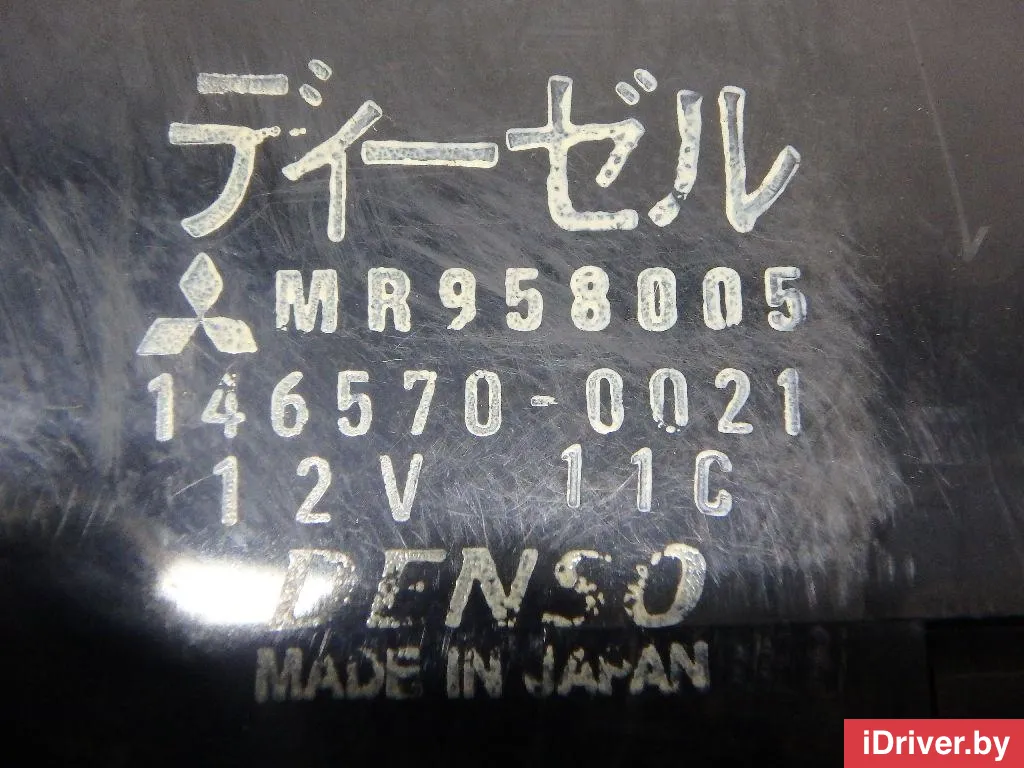 ディーゼル
MR958005
146570-0021
12V 11C
DENSO
MADE IN JAPAN
iDriver.by